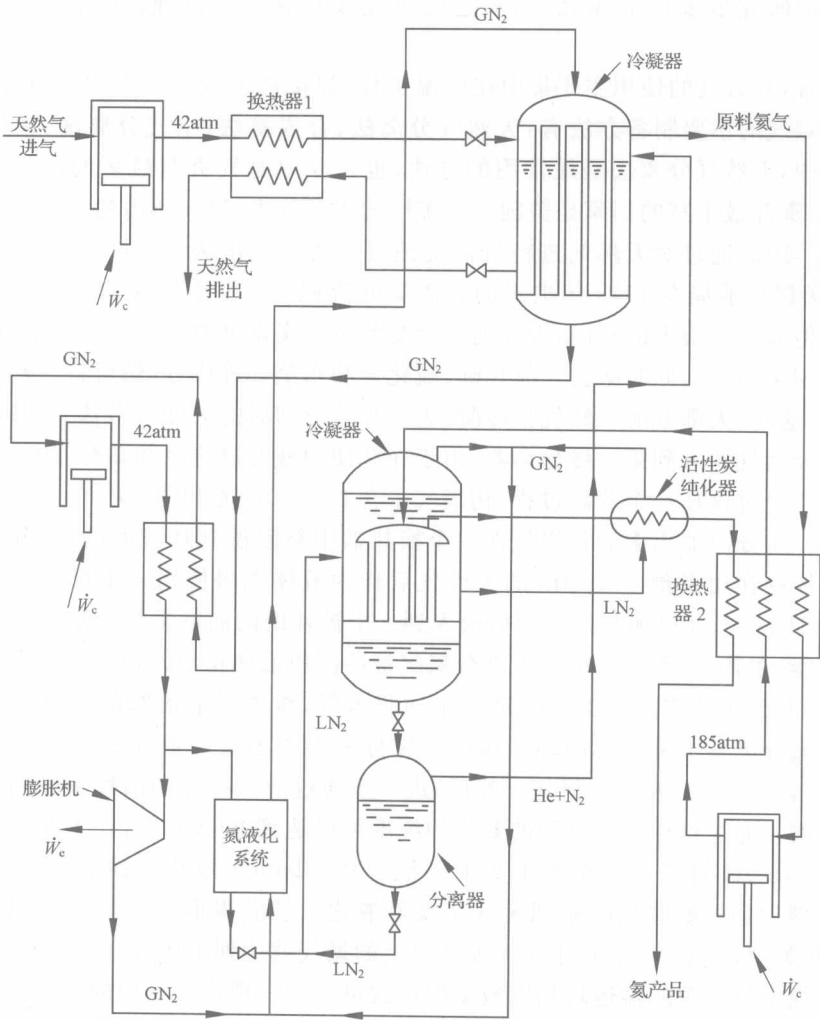 GN2
冷凝器
换热器1
天然气
进气
42atm
原料氦气
Ẇc
天然气
排出
GN2
GN2
42atm
冷凝器
GN2
活性炭
纯化器
Ẇc
换热
器2
LN2
LN2
185atm
膨胀机
Ẇe
氮液化
系统
He+N2
分离器
LN2
GN2
氦产品
Ẇc